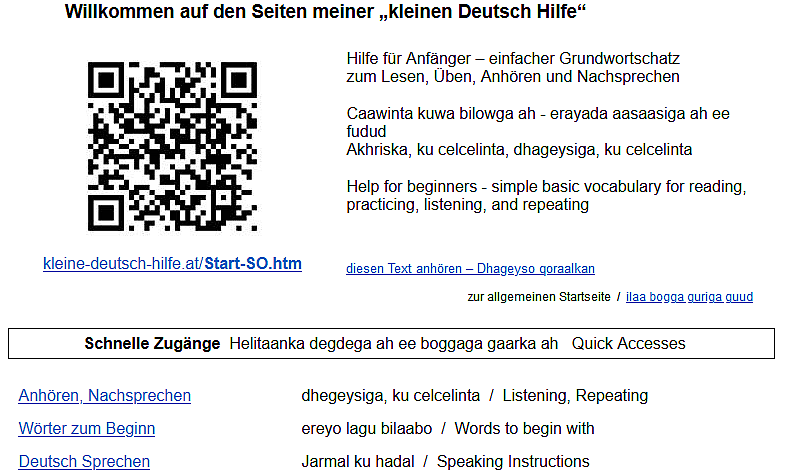 Willkommen auf den Seiten meiner „kleinen Deutsch Hilfe“
Hilfe für Anfänger – einfacher Grundwortschatz
zum Lesen, Üben, Anhören und Nachsprechen
Caawinta kuwa bilowga ah - erayada aasaasiga ah ee
fudud
Akhriska, ku celcelinta, dhageysiga, ku celcelinta
Help for beginners - simple basic vocabulary for reading,
practicing, listening, and repeating
kleine-deutsch-hilfe.at/Start-SO.htm
diesen Text anhören – Dhageyso qoraalkan
zur allgemeinen Startseite / ilaa bogga guriga guud
Schnelle Zugänge Helitaanka degdega ah ee boggaga gaarka ah Quick Accesses
Anhören, Nachsprechen dhegeysiga, ku celcelinta / Listening, Repeating
Wörter zum Beginn ereyo lagu bilaabo / Words to begin with
Deutsch Sprechen Jarmal ku hadal / Speaking Instructions